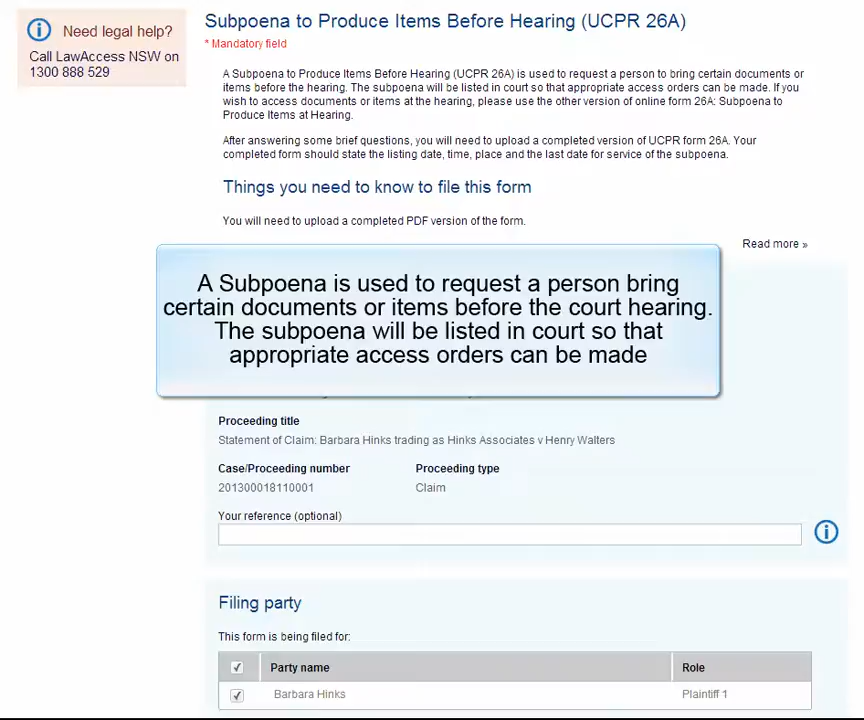 Need legal help?
Call LawAccess NSW on
1300 888 529
Subpoena to Produce Items Before Hearing (UCPR 26A)
* Mandatory field
A Subpoena to Produce Items Before Hearing (UCPR 26A) is used to request a person to bring certain documents or
items before the hearing. The subpoena will be listed in court so that appropriate access orders can be made. If you
wish to access documents or items at the hearing, please use the other version of online form 26A: Subpoena to
Produce Items at Hearing.
After answering some brief questions, you will need to upload a completed version of UCPR form 26A. Your
completed form should state the listing date, time, place and the last date for service of the subpoena.
Things you need to know to file this form
You will need to upload a completed PDF version of the form.
Read more »
A Subpoena is used to request a person bring
certain documents or items before the court hearing.
The subpoena will be listed in court so that
appropriate access orders can be made
Proceeding title
Statement of Claim: Barbara Hinks trading as Hinks Associates v Henry Walters
Case/Proceeding number Proceeding type
201300018110001 Claim
Your reference (optional)
Filing party
This form is being filed for:
Party name Role
Barbara Hinks Plaintiff 1